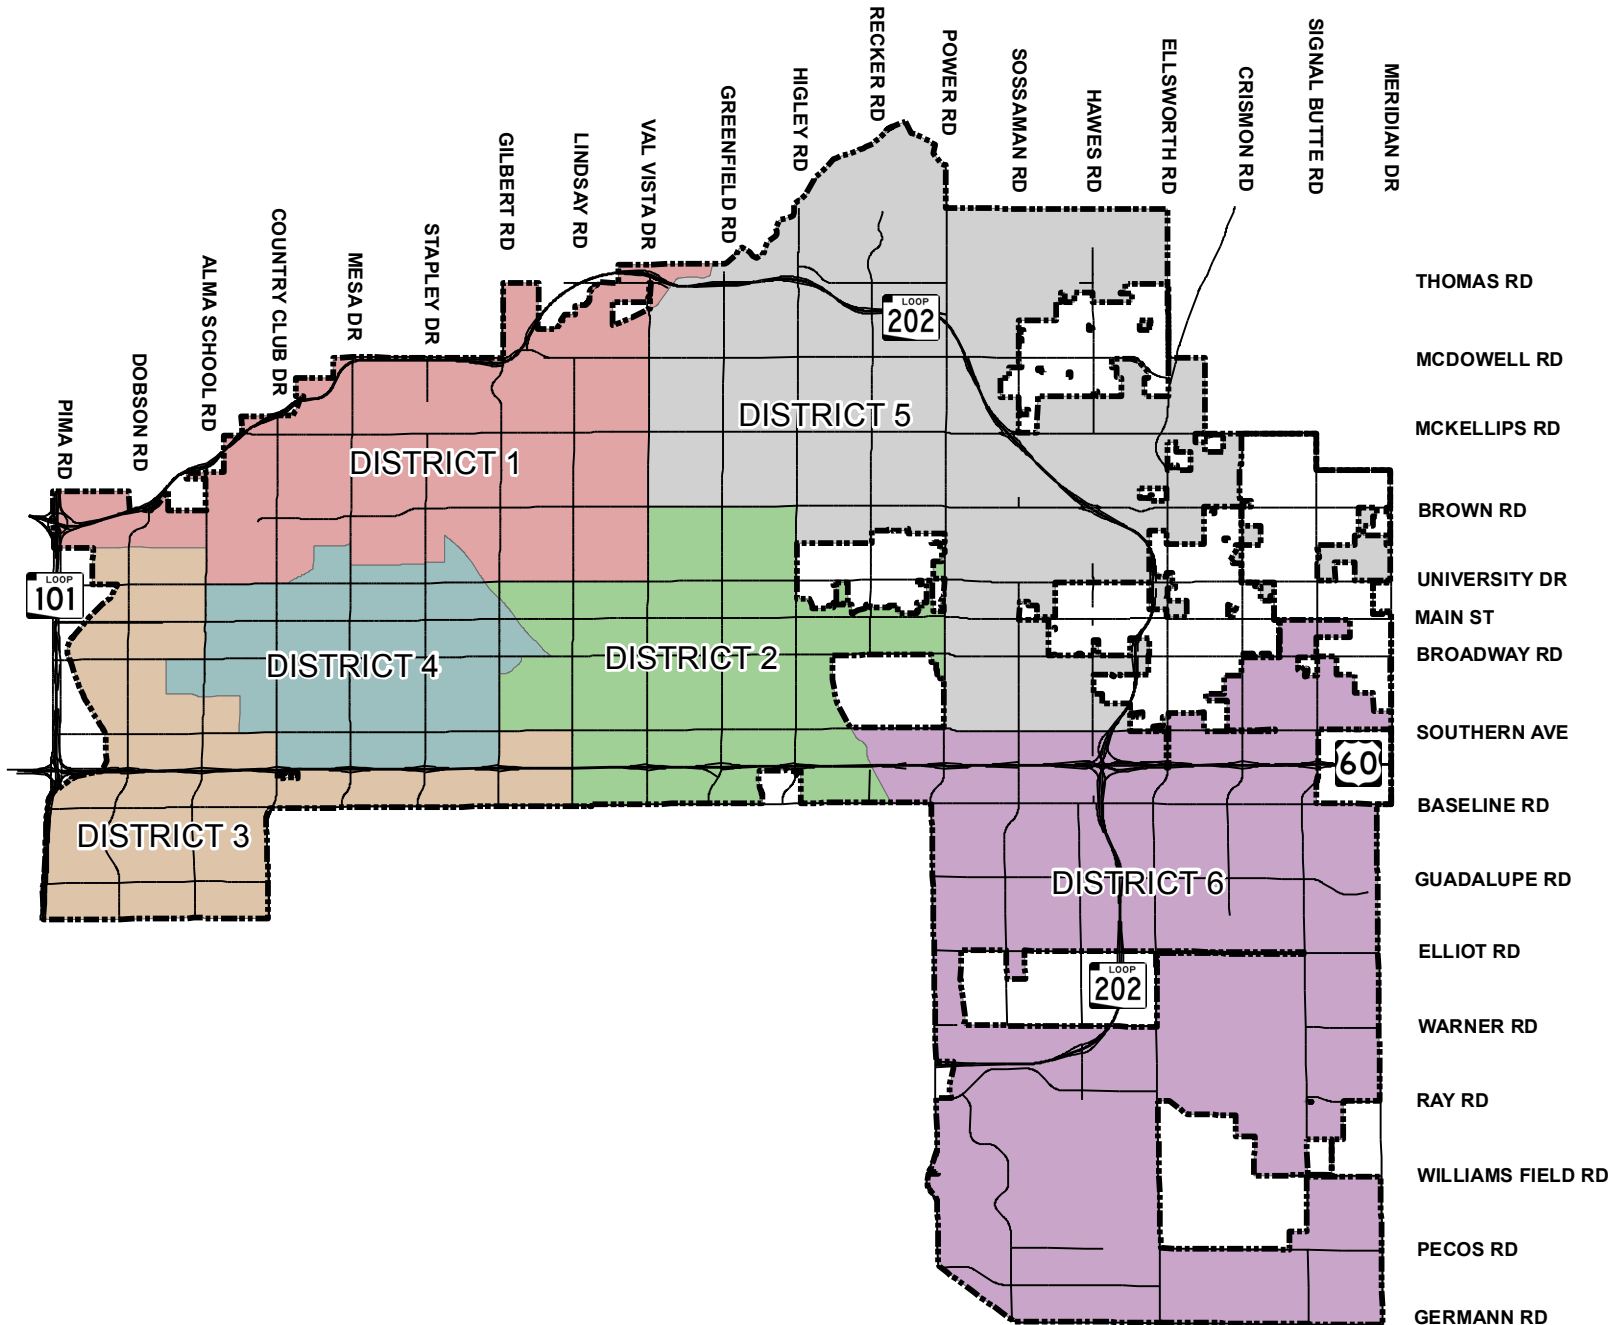 RECKER RD
POWER RD
SIGNAL BUTTE RD
ELLSWORTH RD
SOSSAMAN RD
MERIDIAN DR
CRISMON RD
HIGLEY RD
HAWES RD
GREENFIELD RD
VAL VISTA DR
LINDSAY RD
GILBERT RD
COUNTRY CLUB DR
STAPLEY DR
MESA DR
ALMA SCHOOL RD
DOBSON RD
PIMA RD
THOMAS RD
LOOP
202
MCDOWELL RD
DISTRICT 5
MCKELLIPS RD
DISTRICT 1
BROWN RD
UNIVERSITY DR
LOOP
101
MAIN ST
BROADWAY RD
DISTRICT 4
DISTRICT 2
SOUTHERN AVE
60
BASELINE RD
DISTRICT 3
GUADALUPE RD
DISTRICT 6
ELLIOT RD
LOOP
202
WARNER RD
RAY RD
WILLIAMS FIELD RD
PECOS RD
GERMANN RD